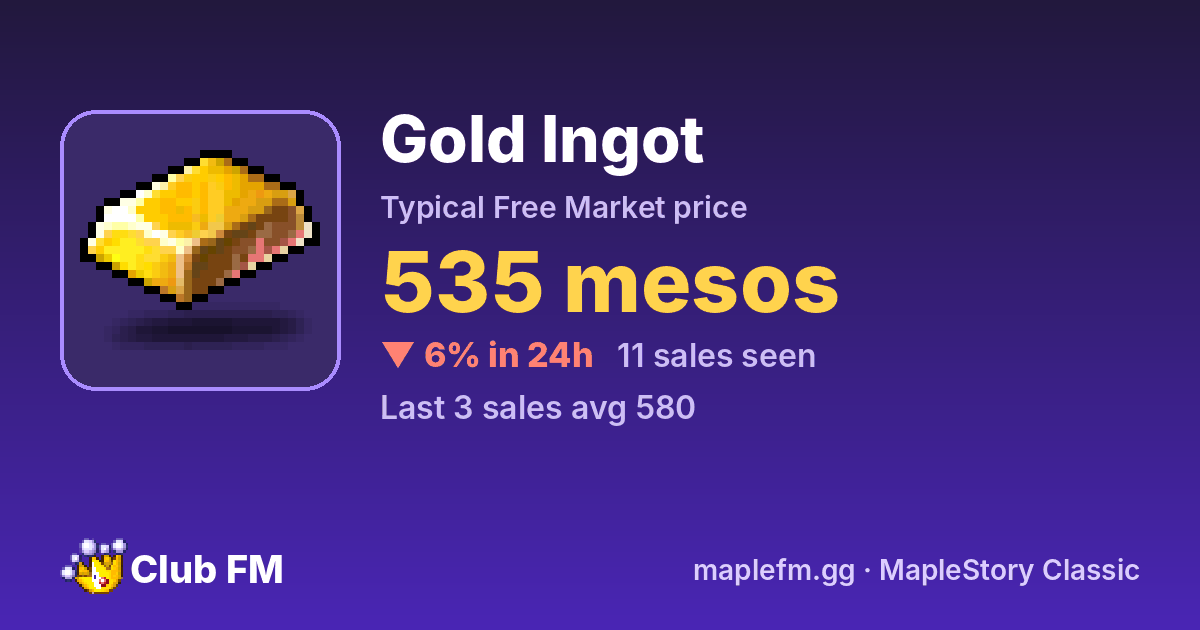 Gold Ingot
Typical Free Market price
535 mesos
▼ 6% in 24h 11 sales seen
Last 3 sales avg 580
Club FM
maplefm.gg · MapleStory Classic